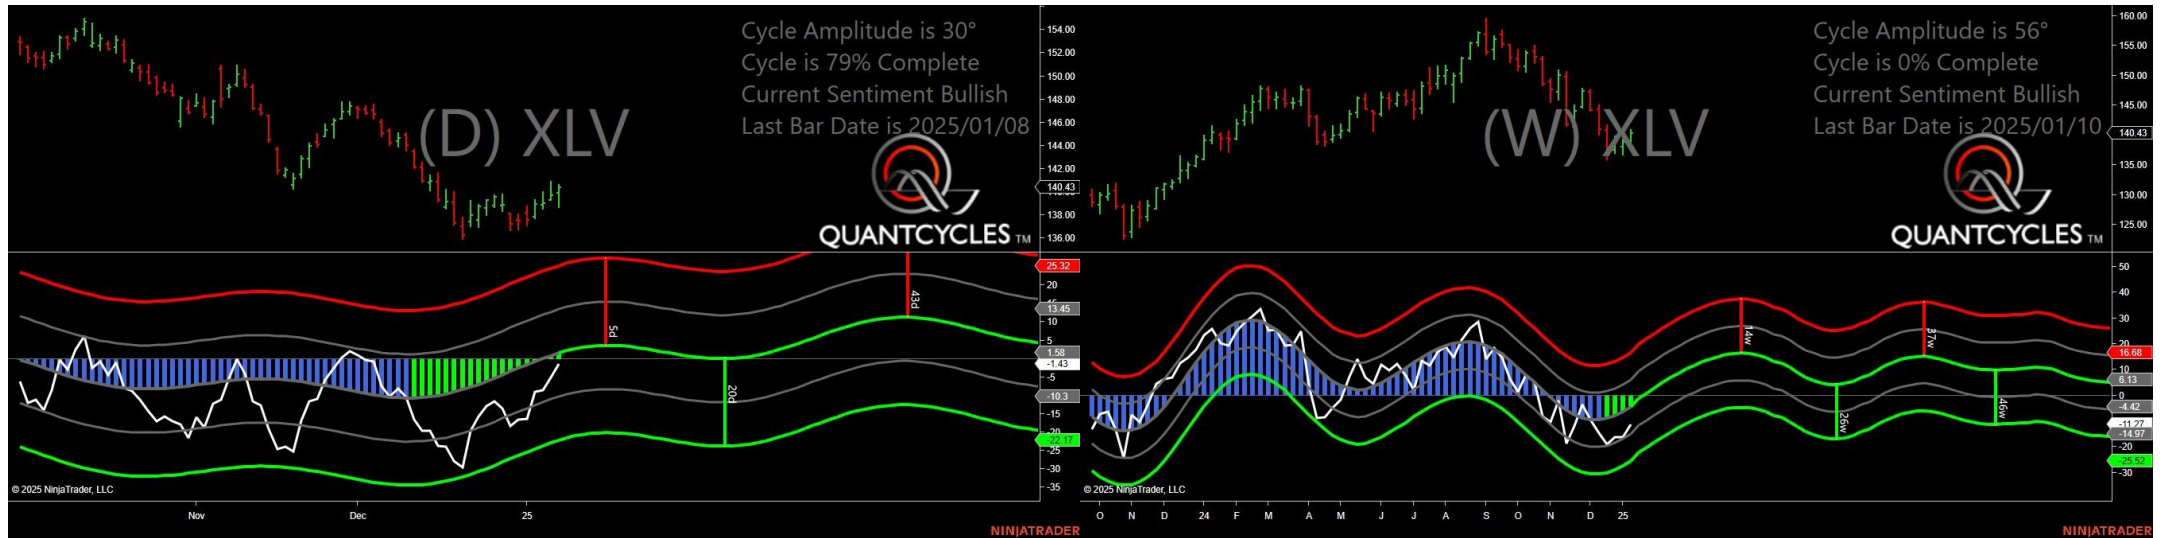 Cycle Amplitude is 30°
Cycle is 79% Complete
Current Sentiment Bullish
Last Bar Date is 2025/01/08
(D) XLV
QUANTCYCLES TM
154.00
152.00
150.00
148.00
146.00
144.00
142.00
140.43
138.00
136.00
25.32
20
13.45
10
5
1.58
-1.43
-5
-10.3
-15
-22.17
-25
-30
-35
5d
20d
43d
© 2025 NinjaTrader, LLC
Nov
Dec
25
NINJATRADER
Cycle Amplitude is 56°
Cycle is 0% Complete
Current Sentiment Bullish
Last Bar Date is 2025/01/10
(W) XLV
QUANTCYCLES TM
160.00
155.00
150.00
145.00
140.43
135.00
130.00
125.00
50
40
30
20
16.68
10
6.13
0
-4.42
-11.27
-14.97
-20
-25.52
-30
14w
26w
37w
46w
© 2025 NinjaTrader, LLC
O N D 24 F M A M J J A S O N D 25
NINJATRADER